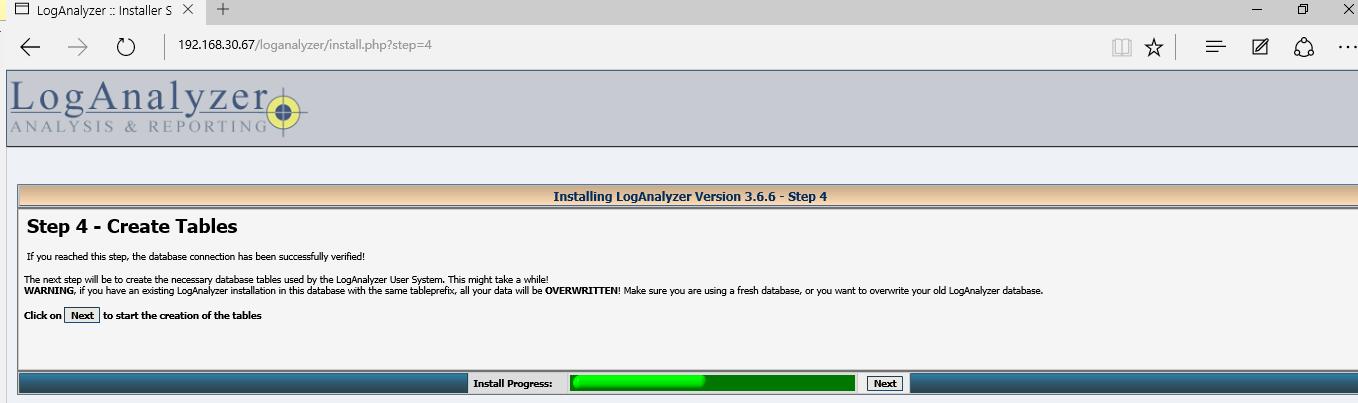 LogAnalyzer :: Installer S
192.168.30.67/loganalyzer/install.php?step=4
LogAnalyzer
ANALYSIS & REPORTING
Installing LogAnalyzer Version 3.6.6 - Step 4
Step 4 - Create Tables
If you reached this step, the database connection has been successfully verified!
The next step will be to create the necessary database tables used by the LogAnalyzer User System. This might take a while!
WARNING, if you have an existing LogAnalyzer installation in this database with the same tableprefix, all your data will be OVERWRITTEN! Make sure you are using a fresh database, or you want to overwrite your old LogAnalyzer database.
Click on Next to start the creation of the tables
Install Progress: Next